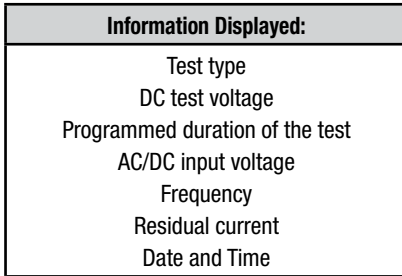 Information Displayed:
Test type
DC test voltage
Programmed duration of the test
AC/DC input voltage
Frequency
Residual current
Date and Time